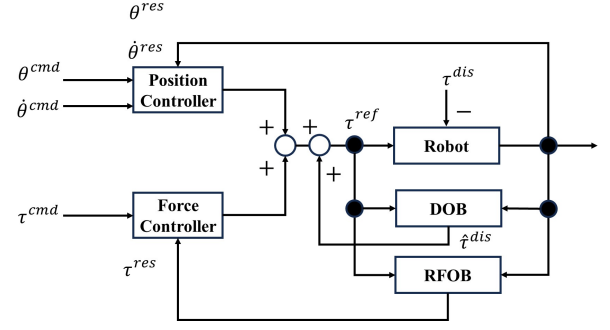 θ^{res}
θ̇^{res}
θ^{cmd}
θ̇^{cmd}
Position
Controller
τ^{dis}
−
+
+
τ^{ref}
+
+
Robot
τ^{cmd}
Force
Controller
DOB
t̂^{dis}
τ^{res}
RFOB